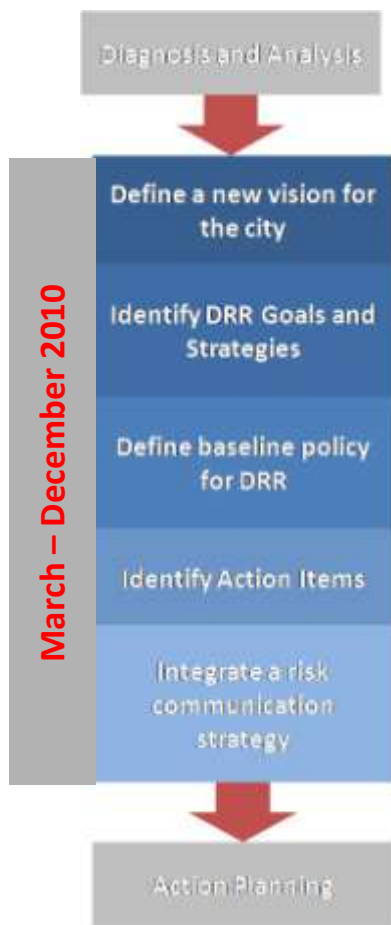 Diagnosis and Analysis
March – December 2010
Define a new vision for
the city
Identify DRR Goals and
Strategies
Define baseline policy
for DRR
Identify Action Items
Integrate a risk
communication
strategy
Action Planning